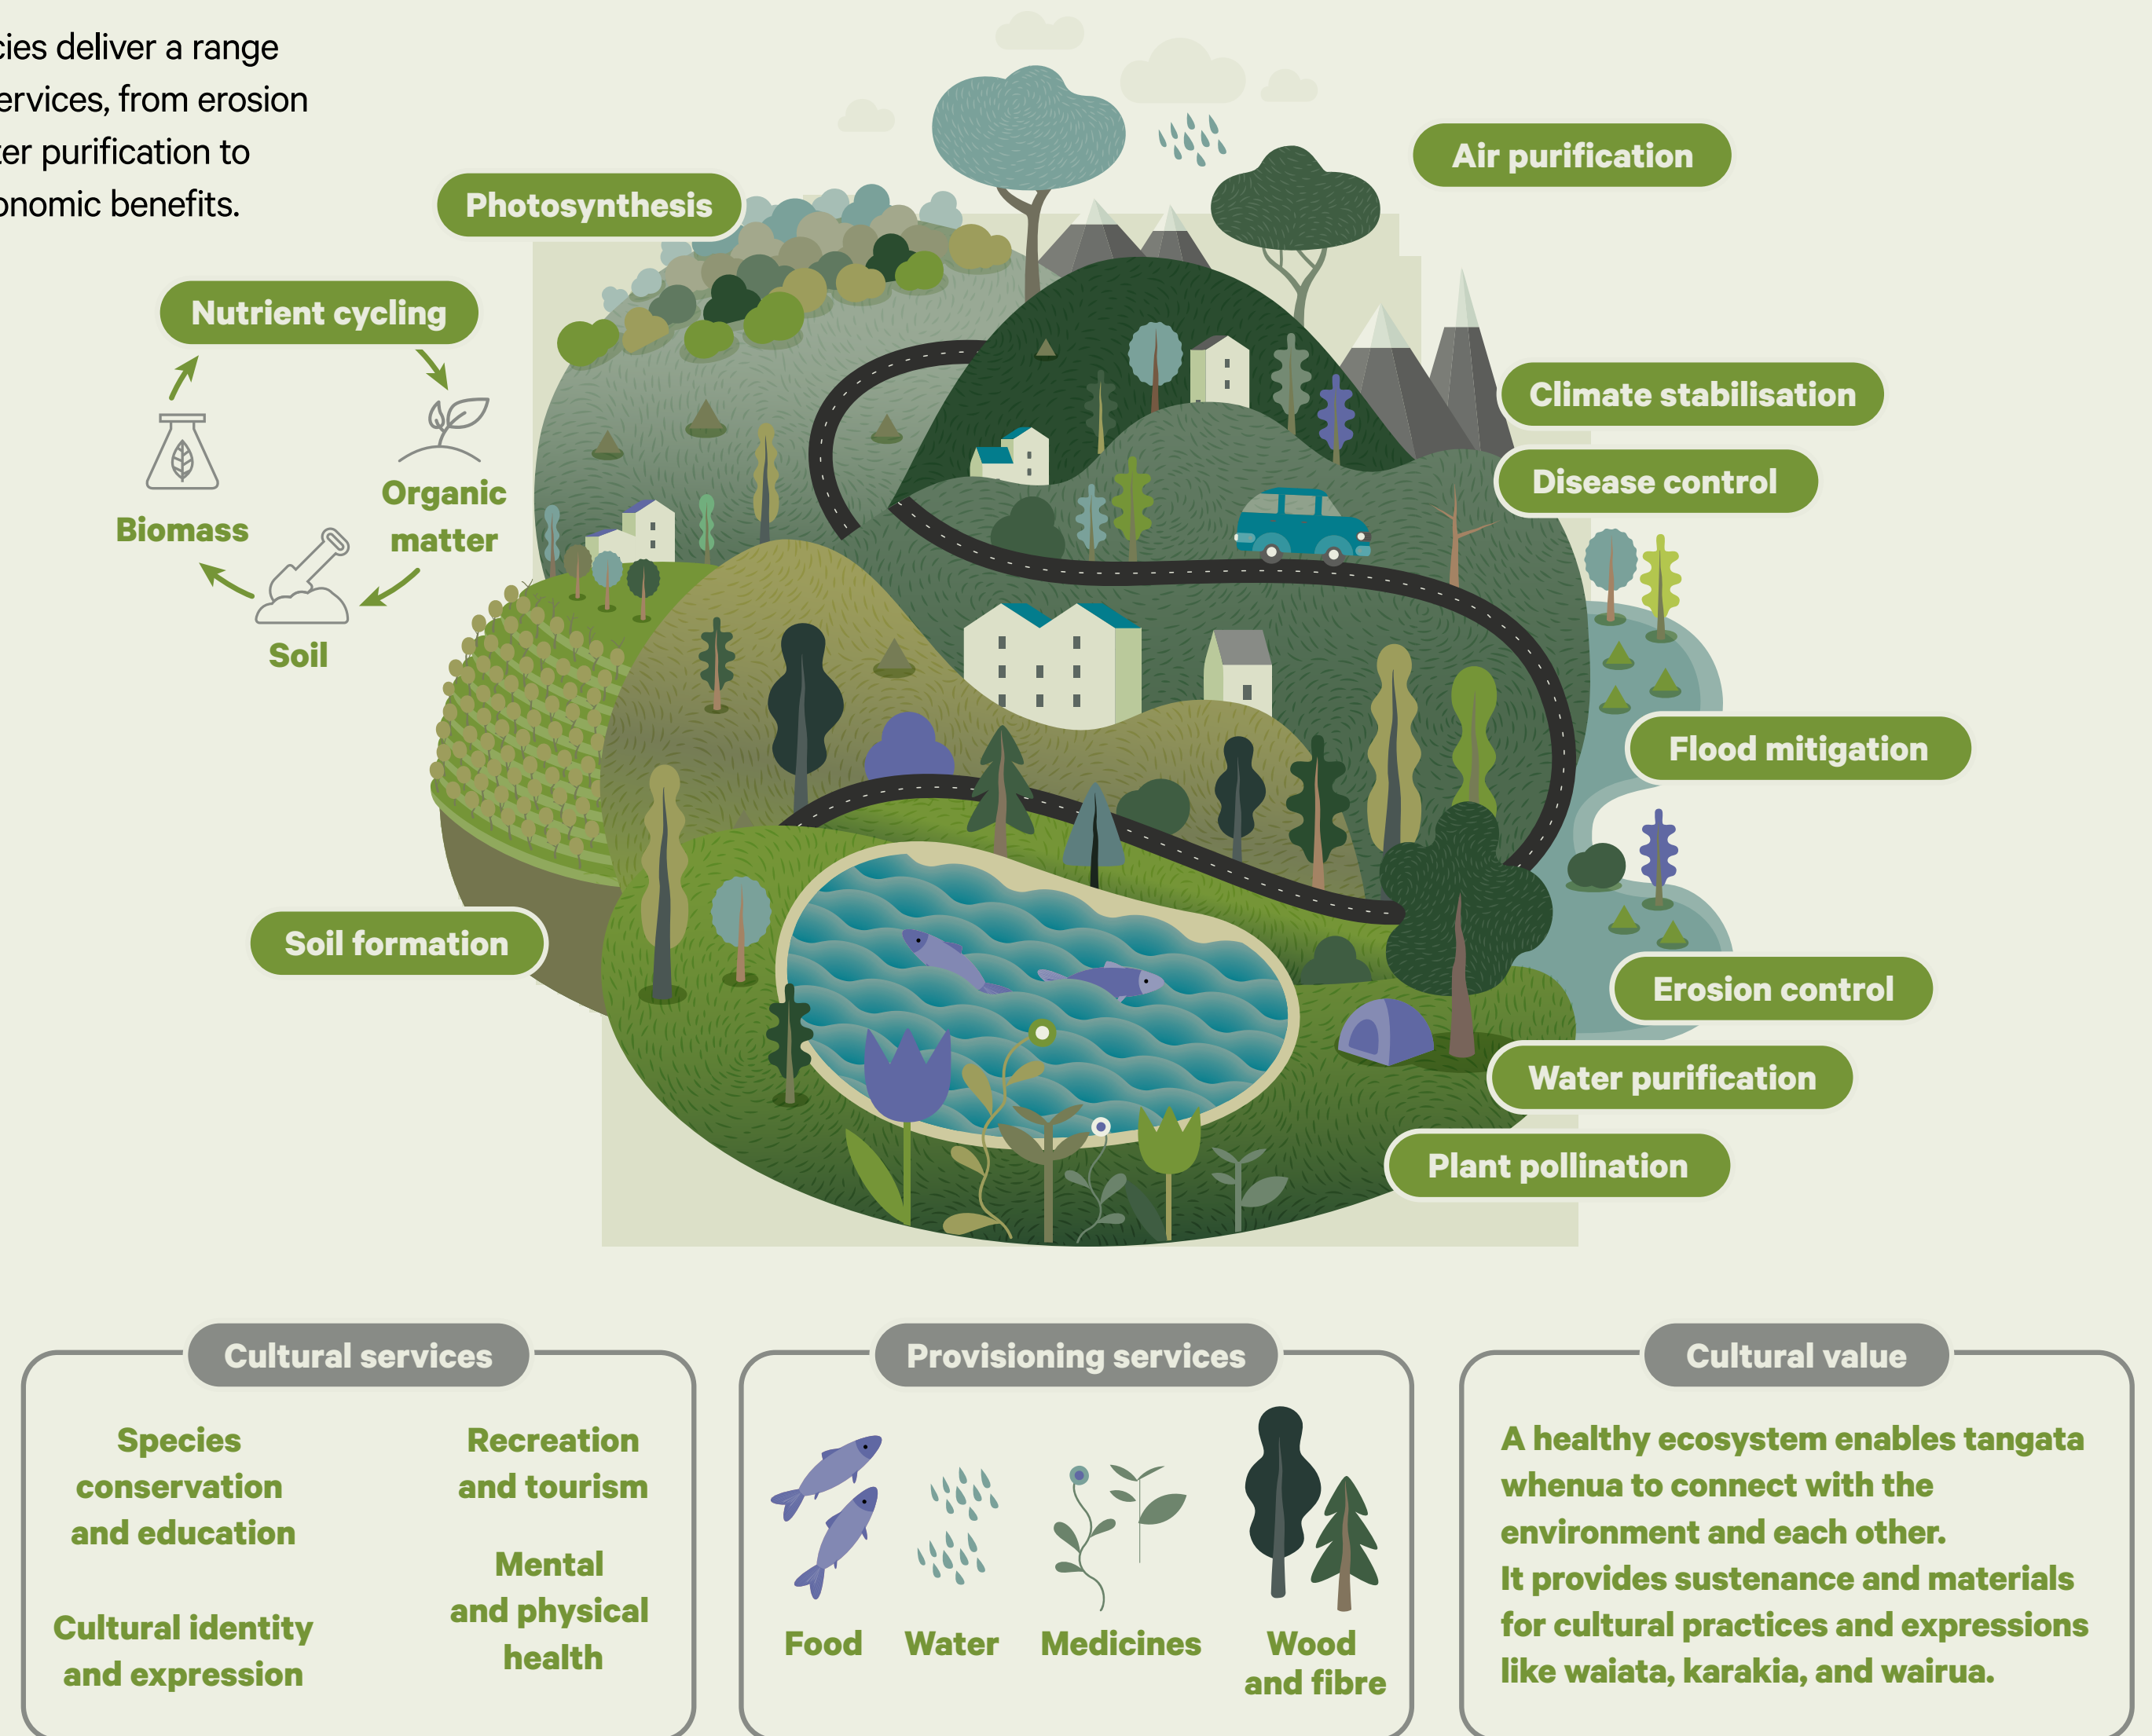 cies deliver a range
ervices, from erosion
ter purification to
onomic benefits.
Air purification
Photosynthesis
Nutrient cycling
Climate stabilisation
Disease control
Organic
matter
Biomass
Soil
Flood mitigation
Soil formation
Erosion control
Water purification
Plant pollination
Cultural services
Species
conservation
and education
Cultural identity
and expression
Recreation
and tourism
Mental
and physical
health
Provisioning services
Food
Water
Medicines
Wood
and fibre
Cultural value
A healthy ecosystem enables tangata
whenua to connect with the
environment and each other.
It provides sustenance and materials
for cultural practices and expressions
like waiata, karakia, and wairua.